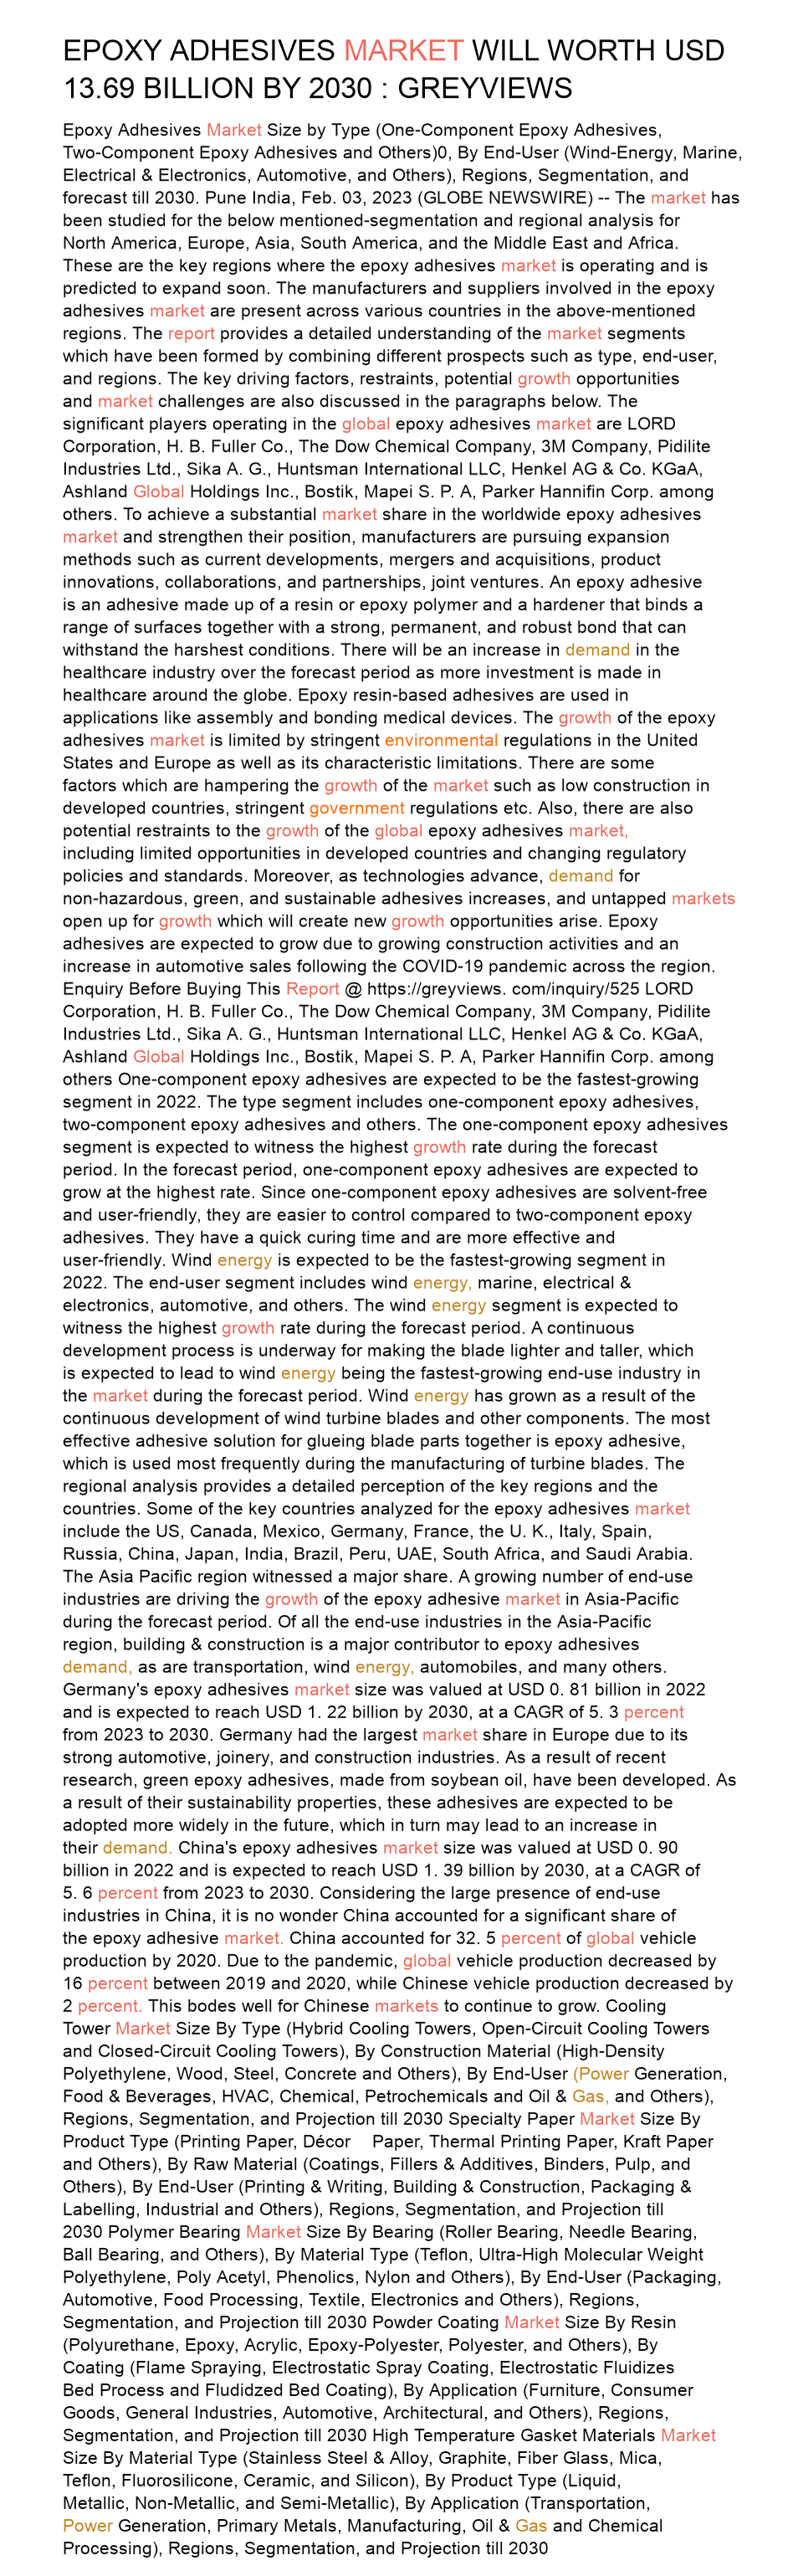 EPOXY ADHESIVES MARKET WILL WORTH USD
13.69 BILLION BY 2030 : GREYVIEWS
Epoxy Adhesives Market Size by Type (One-Component Epoxy Adhesives,
Two-Component Epoxy Adhesives and Others)0, By End-User (Wind-Energy, Marine,
Electrical & Electronics, Automotive, and Others), Regions, Segmentation, and
forecast till 2030. Pune India, Feb. 03, 2023 (GLOBE NEWSWIRE) -- The market has
been studied for the below mentioned-segmentation and regional analysis for
North America, Europe, Asia, South America, and the Middle East and Africa.
These are the key regions where the epoxy adhesives market is operating and is
predicted to expand soon. The manufacturers and suppliers involved in the epoxy
adhesives market are present across various countries in the above-mentioned
regions. The report provides a detailed understanding of the market segments
which have been formed by combining different prospects such as type, end-user,
and regions. The key driving factors, restraints, potential growth opportunities
and market challenges are also discussed in the paragraphs below. The
significant players operating in the global epoxy adhesives market are LORD
Corporation, H. B. Fuller Co., The Dow Chemical Company, 3M Company, Pidilite
Industries Ltd., Sika A. G., Huntsman International LLC, Henkel AG & Co. KGaA,
Ashland Global Holdings Inc., Bostik, Mapei S. P. A, Parker Hannifin Corp. among
others. To achieve a substantial market share in the worldwide epoxy adhesives
market and strengthen their position, manufacturers are pursuing expansion
methods such as current developments, mergers and acquisitions, product
innovations, collaborations, and partnerships, joint ventures. An epoxy adhesive
is an adhesive made up of a resin or epoxy polymer and a hardener that binds a
range of surfaces together with a strong, permanent, and robust bond that can
withstand the harshest conditions. There will be an increase in demand in the
healthcare industry over the forecast period as more investment is made in
healthcare around the globe. Epoxy resin-based adhesives are used in
applications like assembly and bonding medical devices. The growth of the epoxy
adhesives market is limited by stringent environmental regulations in the United
States and Europe as well as its characteristic limitations. There are some
factors which are hampering the growth of the market such as low construction in
developed countries, stringent government regulations etc. Also, there are also
potential restraints to the growth of the global epoxy adhesives market,
including limited opportunities in developed countries and changing regulatory
policies and standards. Moreover, as technologies advance, demand for
non-hazardous, green, and sustainable adhesives increases, and untapped markets
open up for growth which will create new growth opportunities arise. Epoxy
adhesives are expected to grow due to growing construction activities and an
increase in automotive sales following the COVID-19 pandemic across the region.
Enquiry Before Buying This Report @ https://greyviews. com/inquiry/525 LORD
Corporation, H. B. Fuller Co., The Dow Chemical Company, 3M Company, Pidilite
Industries Ltd., Sika A. G., Huntsman International LLC, Henkel AG & Co. KGaA,
Ashland Global Holdings Inc., Bostik, Mapei S. P. A, Parker Hannifin Corp. among
others One-component epoxy adhesives are expected to be the fastest-growing
segment in 2022. The type segment includes one-component epoxy adhesives,
two-component epoxy adhesives and others. The one-component epoxy adhesives
segment is expected to witness the highest growth rate during the forecast
period. In the forecast period, one-component epoxy adhesives are expected to
grow at the highest rate. Since one-component epoxy adhesives are solvent-free
and user-friendly, they are easier to control compared to two-component epoxy
adhesives. They have a quick curing time and are more effective and
user-friendly. Wind energy is expected to be the fastest-growing segment in
2022. The end-user segment includes wind energy, marine, electrical &
electronics, automotive, and others. The wind energy segment is expected to
witness the highest growth rate during the forecast period. A continuous
development process is underway for making the blade lighter and taller, which
is expected to lead to wind energy being the fastest-growing end-use industry in
the market during the forecast period. Wind energy has grown as a result of the
continuous development of wind turbine blades and other components. The most
effective adhesive solution for glueing blade parts together is epoxy adhesive,
which is used most frequently during the manufacturing of turbine blades. The
regional analysis provides a detailed perception of the key regions and the
countries. Some of the key countries analyzed for the epoxy adhesives market
include the US, Canada, Mexico, Germany, France, the U. K., Italy, Spain,
Russia, China, Japan, India, Brazil, Peru, UAE, South Africa, and Saudi Arabia.
The Asia Pacific region witnessed a major share. A growing number of end-use
industries are driving the growth of the epoxy adhesive market in Asia-Pacific
during the forecast period. Of all the end-use industries in the Asia-Pacific
region, building & construction is a major contributor to epoxy adhesives
demand, as are transportation, wind energy, automobiles, and many others.
Germany's epoxy adhesives market size was valued at USD 0. 81 billion in 2022
and is expected to reach USD 1. 22 billion by 2030, at a CAGR of 5. 3 percent
from 2023 to 2030. Germany had the largest market share in Europe due to its
strong automotive, joinery, and construction industries. As a result of recent
research, green epoxy adhesives, made from soybean oil, have been developed. As
a result of their sustainability properties, these adhesives are expected to be
adopted more widely in the future, which in turn may lead to an increase in
their demand. China's epoxy adhesives market size was valued at USD 0. 90
billion in 2022 and is expected to reach USD 1. 39 billion by 2030, at a CAGR of
5. 6 percent from 2023 to 2030. Considering the large presence of end-use
industries in China, it is no wonder China accounted for a significant share of
the epoxy adhesive market. China accounted for 32. 5 percent of global vehicle
production by 2020. Due to the pandemic, global vehicle production decreased by
16 percent between 2019 and 2020, while Chinese vehicle production decreased by
2 percent. This bodes well for Chinese markets to continue to grow. Cooling
Tower Market Size By Type (Hybrid Cooling Towers, Open-Circuit Cooling Towers
and Closed-Circuit Cooling Towers), By Construction Material (High-Density
Polyethylene, Wood, Steel, Concrete and Others), By End-User (Power Generation,
Food & Beverages, HVAC, Chemical, Petrochemicals and Oil & Gas, and Others),
Regions, Segmentation, and Projection till 2030 Specialty Paper Market Size By
Product Type (Printing Paper, Décor Paper, Thermal Printing Paper, Kraft Paper
and Others), By Raw Material (Coatings, Fillers & Additives, Binders, Pulp, and
Others), By End-User (Printing & Writing, Building & Construction, Packaging &
Labelling, Industrial and Others), Regions, Segmentation, and Projection till
2030 Polymer Bearing Market Size By Bearing (Roller Bearing, Needle Bearing,
Ball Bearing, and Others), By Material Type (Teflon, Ultra-High Molecular Weight
Polyethylene, Poly Acetyl, Phenolics, Nylon and Others), By End-User (Packaging,
Automotive, Food Processing, Textile, Electronics and Others), Regions,
Segmentation, and Projection till 2030 Powder Coating Market Size By Resin
(Polyurethane, Epoxy, Acrylic, Epoxy-Polyester, Polyester, and Others), By
Coating (Flame Spraying, Electrostatic Spray Coating, Electrostatic Fluidizes
Bed Process and Fludidzed Bed Coating), By Application (Furniture, Consumer
Goods, General Industries, Automotive, Architectural, and Others), Regions,
Segmentation, and Projection till 2030 High Temperature Gasket Materials Market
Size By Material Type (Stainless Steel & Alloy, Graphite, Fiber Glass, Mica,
Teflon, Fluorosilicone, Ceramic, and Silicon), By Product Type (Liquid,
Metallic, Non-Metallic, and Semi-Metallic), By Application (Transportation,
Power Generation, Primary Metals, Manufacturing, Oil & Gas and Chemical
Processing), Regions, Segmentation, and Projection till 2030